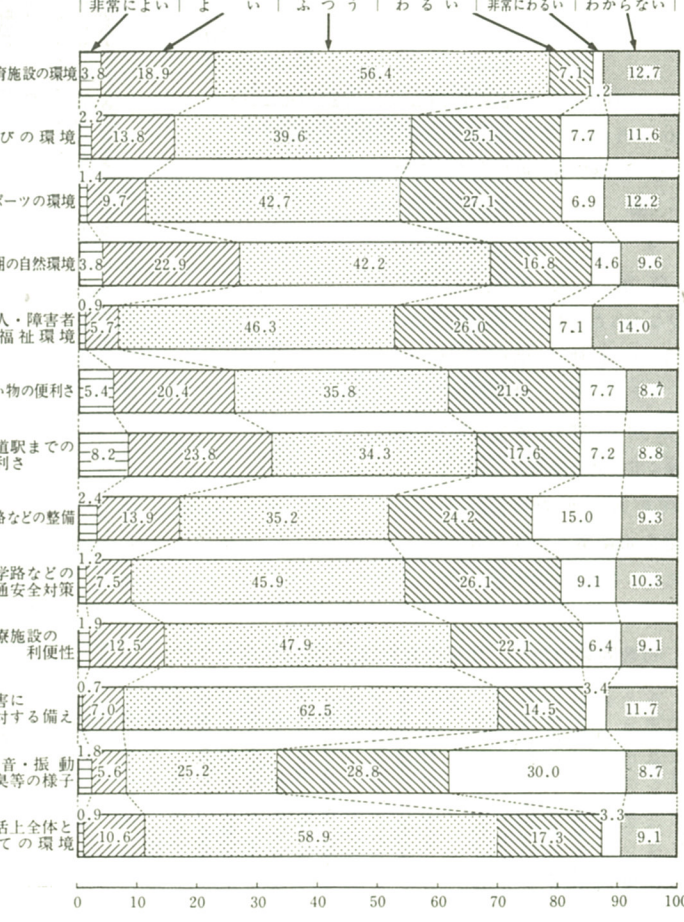 非常によい よ い ふ つ う わ る い 非常にわるい わからない
育施設の環境 3.8 18.9 56.4 7.1 1.2 12.7
びの環境 2.2 13.8 39.6 25.1 7.7 11.6
ポーツの環境 1.4 9.7 42.7 27.1 6.9 12.2
囲の自然環境 3.8 22.9 42.2 16.8 4.6 9.6
人・障害者
福祉環境 0.9 5.7 46.3 26.0 7.1 14.0
い物の便利さ 5.4 20.4 35.8 21.9 7.7 8.7
道駅までの
利さ 8.2 23.8 34.3 17.6 7.2 8.8
路などの整備 2.4 13.9 35.2 24.2 15.0 9.3
学路などの
通安全対策 1.2 7.5 45.9 26.1 9.1 10.3
療施設の
利便性 1.9 12.5 47.9 22.1 6.4 9.1
害に
対する備え 0.7 7.0 62.5 14.5 3.4 11.7
音・振動
臭等の様子 1.8 5.6 25.2 28.8 30.0 8.7
活上全体と
ての環境 0.9 10.6 58.9 17.3 3.3 9.1
0 10 20 30 40 50 60 70 80 90 100